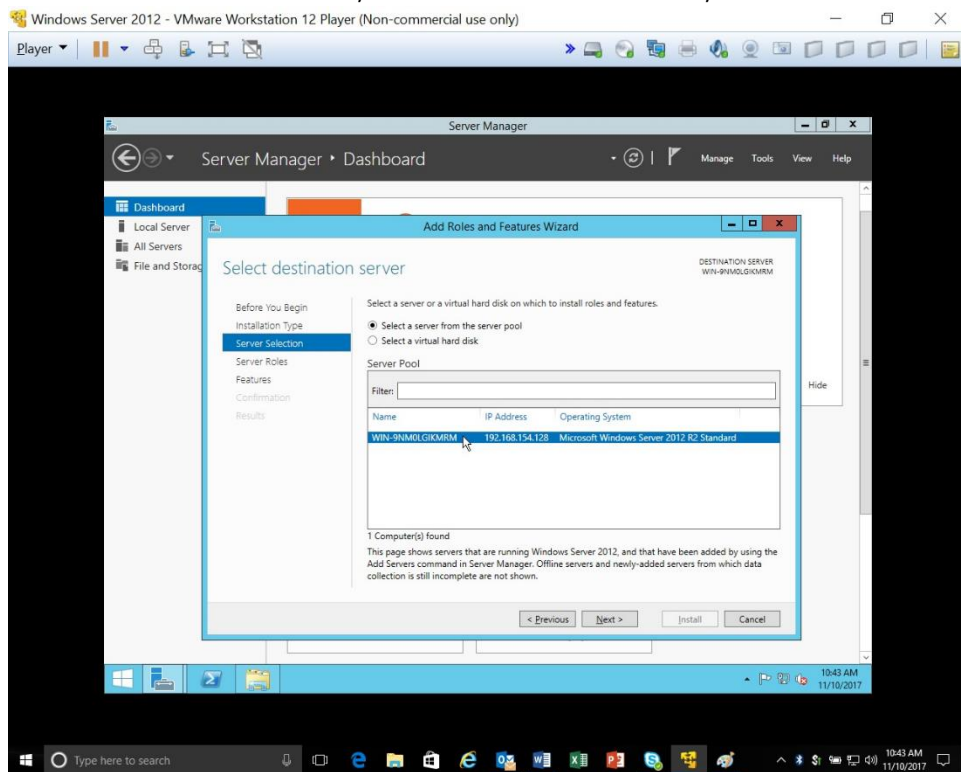 Windows Server 2012 - VMware Workstation 12 Player (Non-commercial use only)
Player
Server Manager
Server Manager • Dashboard
Manage Tools View Help
Dashboard
Local Server
All Servers
File and Storag
Add Roles and Features Wizard
Select destination server
DESTINATION SERVER
WIN-9NM0LGIKMRM
Before You Begin
Installation Type
Server Selection
Server Roles
Features
Confirmation
Results
Select a server or a virtual hard disk on which to install roles and features.
Select a server from the server pool
Select a virtual hard disk
Server Pool
Filter:
Name IP Address Operating System
WIN-9NM0LGIKMRM 192.168.154.128 Microsoft Windows Server 2012 R2 Standard
1 Computer(s) found
This page shows servers that are running Windows Server 2012, and that have been added by using the
Add Servers command in Server Manager. Offline servers and newly-added servers from which data
collection is still incomplete are not shown.
< Previous Next > Install Cancel
Hide
10:43 AM
11/10/2017
Type here to search
10:43 AM
11/10/2017